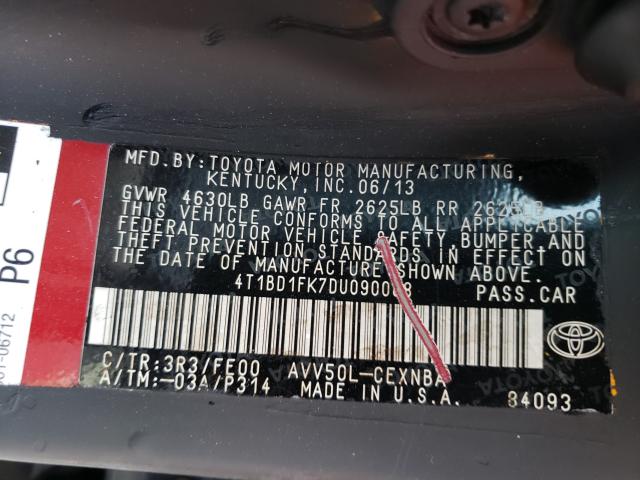 MFD.BY:TOYOTA MOTOR MANUFACTURING,
KENTUCKY, INC. 06/13
GVWR 4630LB GAWR FR 2625LB RR 2625LB
THIS VEHICLE CONFORMS TO ALL APPLICABLE
FEDERAL MOTOR VEHICLE SAFETY, BUMPER,AND
THEFT PREVENTION STANDARDS IN EFFECT ON
THE DATE OF MANUFACTURE SHOWN ABOVE.
PASS.CAR
C/TR:3R3/FE00 AVV50L-CEXNBA
A/TM:-03A/P314 MADE IN U.S.A. 84093
TOYOTA
P6